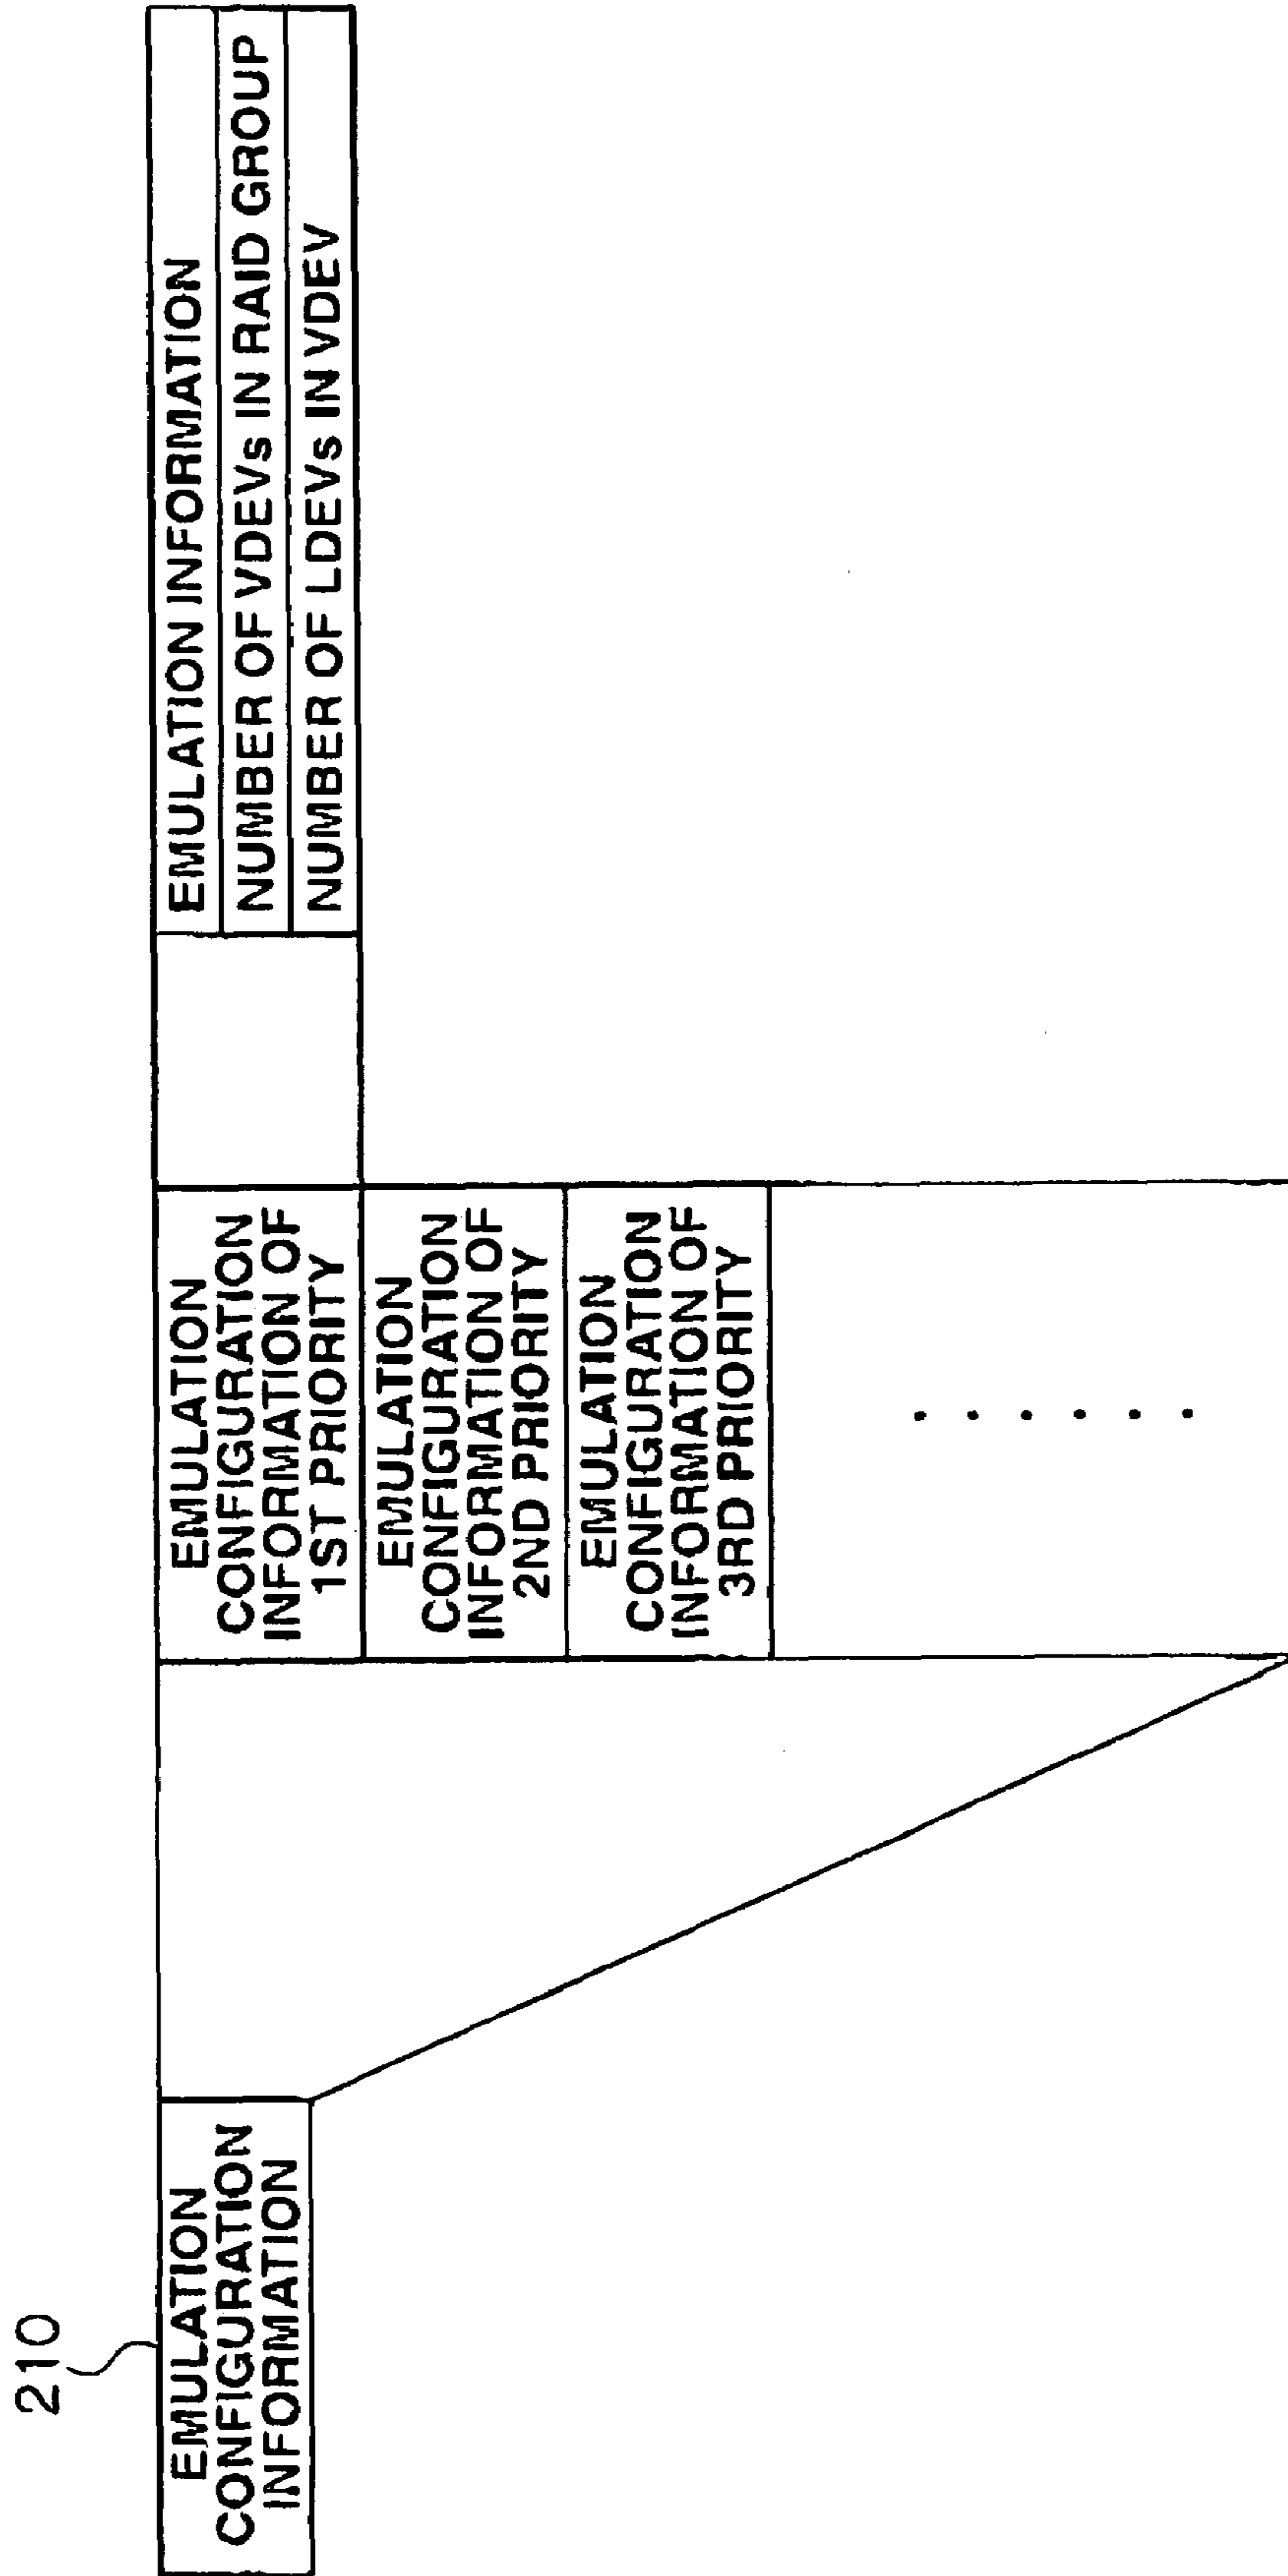 210
EMULATION
CONFIGURATION
INFORMATION
EMULATION
CONFIGURATION
INFORMATION OF
1ST PRIORITY
EMULATION
CONFIGURATION
INFORMATION OF
2ND PRIORITY
EMULATION
CONFIGURATION
INFORMATION OF
3RD PRIORITY
EMULATION INFORMATION
NUMBER OF VDEVs IN RAID GROUP
NUMBER OF LDEVs IN VDEV